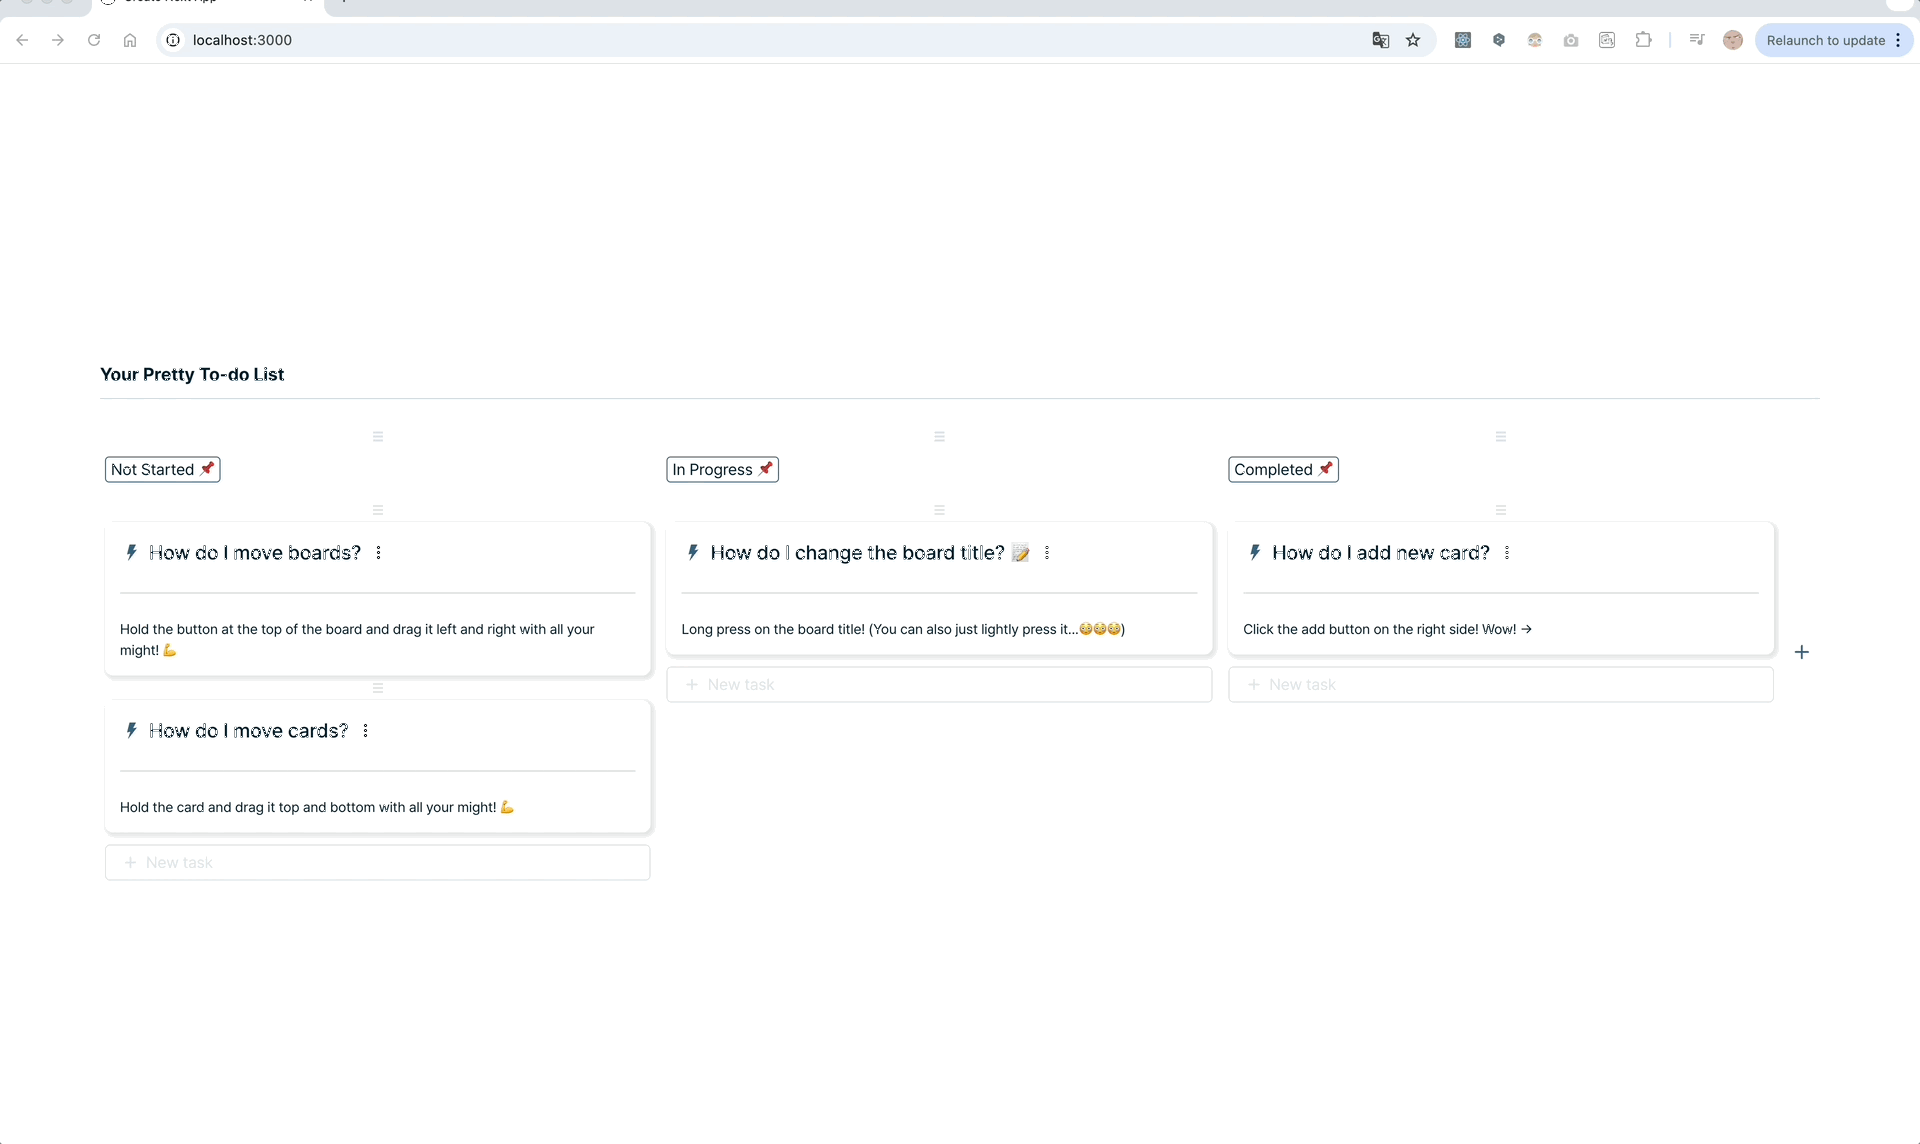 Create Next App
localhost:3000
Relaunch to update
Your Pretty To-do List
Not Started 📌
How do I move boards?
Hold the button at the top of the board and drag it left and right with all your
might! 💪
How do I move cards?
Hold the card and drag it top and bottom with all your might! 💪
+ New task
In Progress 📌
How do I change the board title? 📝
Long press on the board title! (You can also just lightly press it...😳😳😳)
+ New task
Completed 📌
How do I add new card?
Click the add button on the right side! Wow! →
+ New task
+